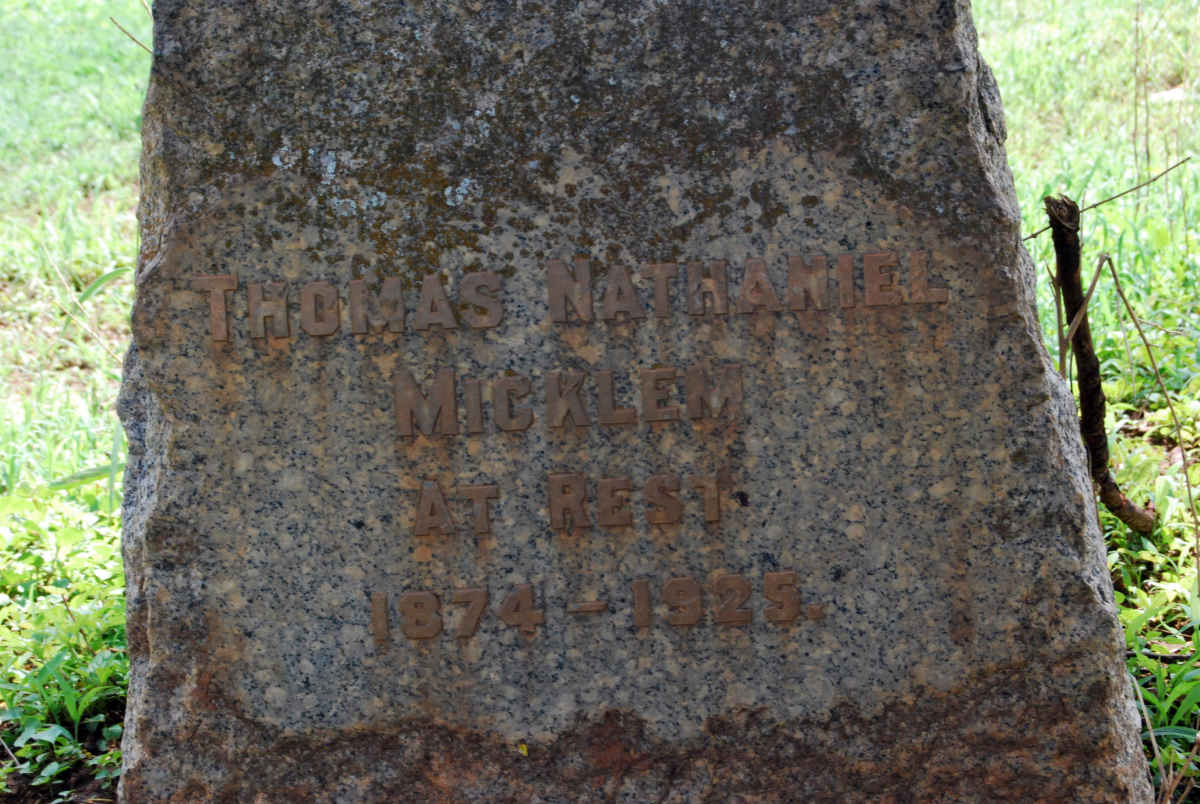 THOMAS NATHANIEL
MICKLEM
AT REST
1874 – 1925.